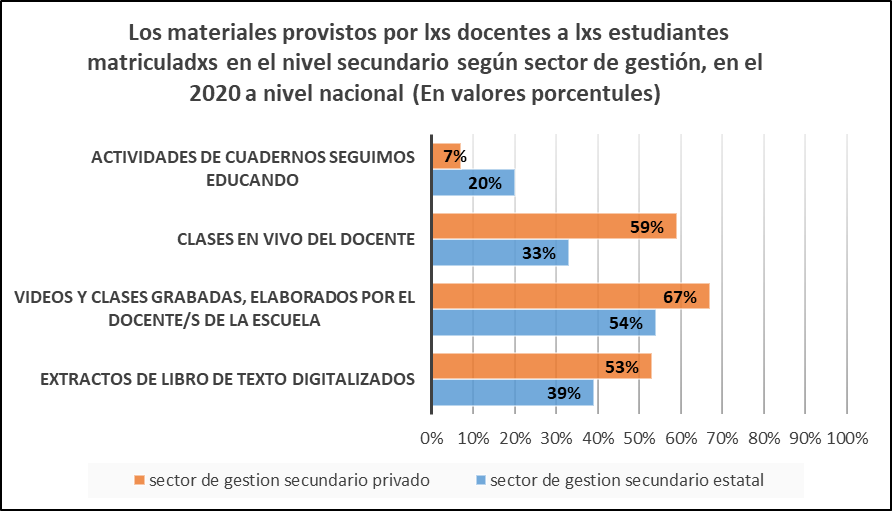 Los materiales provistos por lxs docentes a lxs estudiantes
matriculadxs en el nivel secundario según sector de gestión, en el
2020 a nivel nacional (En valores porcentules)
ACTIVIDADES DE CUADERNOS SEGUIMOS
EDUCANDO
7%
20%
CLASES EN VIVO DEL DOCENTE
59%
33%
VIDEOS Y CLASES GRABADAS, ELABORADOS POR EL
DOCENTE/S DE LA ESCUELA
67%
54%
EXTRACTOS DE LIBRO DE TEXTO DIGITALIZADOS
53%
39%
0% 10% 20% 30% 40% 50% 60% 70% 80% 90% 100%
sector de gestion secundario privado sector de gestion secundario estatal